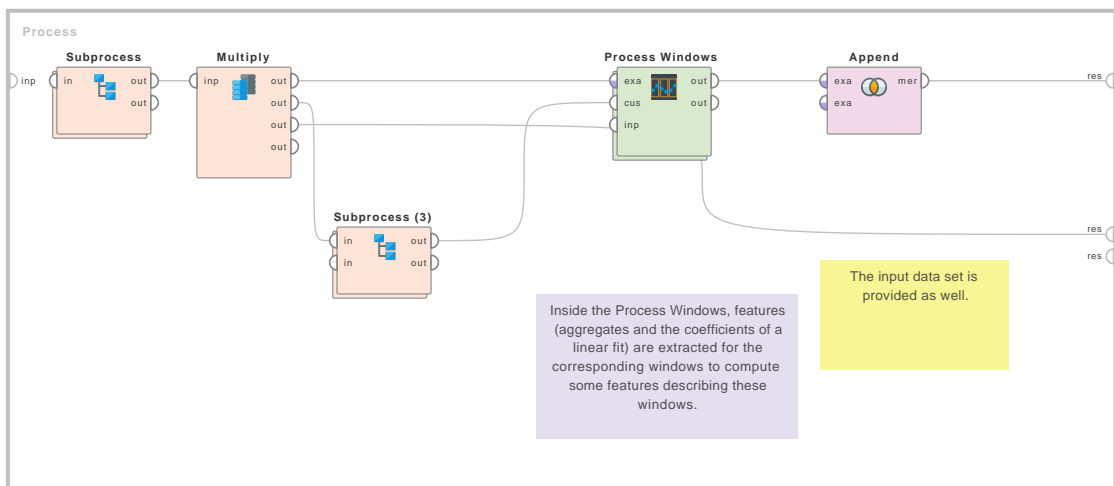 Process
Subprocess
Multiply
Process Windows
Append
inp
in
out
out
inp
out
out
out
out
exa
out
cus
out
inp
exa
mer
exa
res
Subprocess (3)
in
out
in
out
res
res
Inside the Process Windows, features
(aggregates and the coefficients of a
linear fit) are extracted for the
corresponding windows to compute
some features describing these
windows.
The input data set is
provided as well.